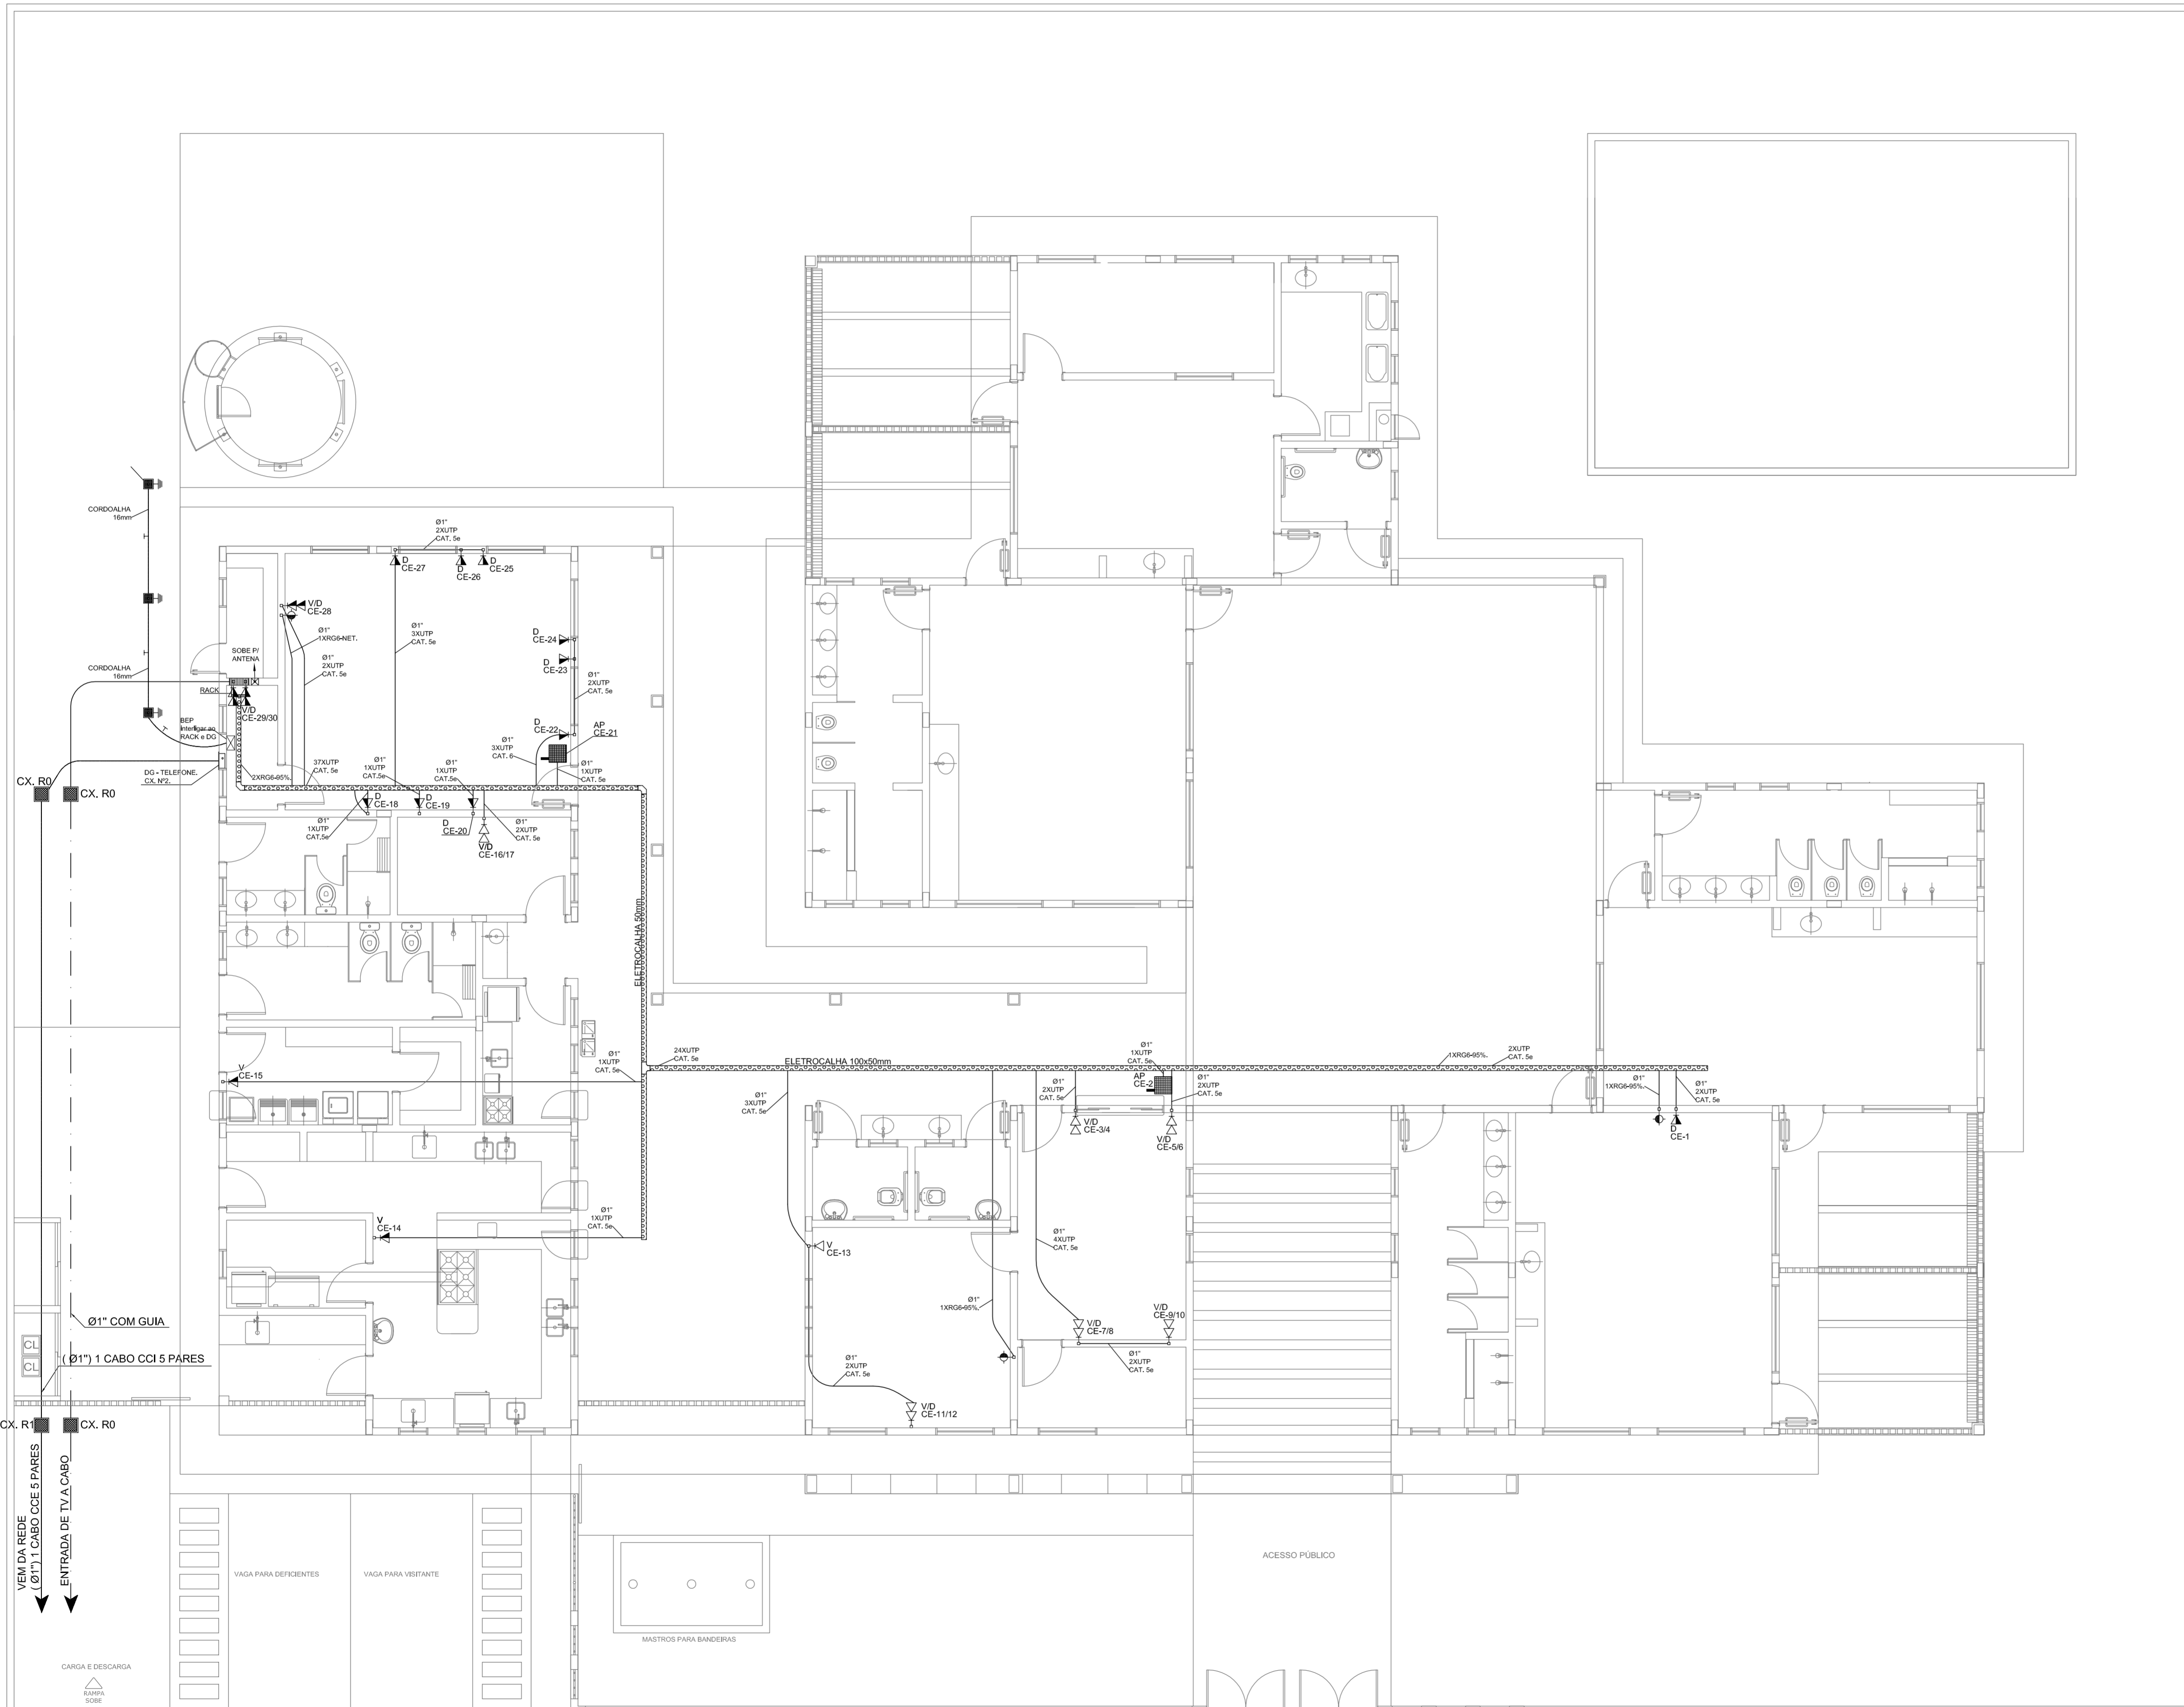 Ø1"
2XUTP
CAT. 5e
D
CE-27
D
CE-26
D
CE-25
CORDOALHA
16mm
V/D
CE-28
Ø1"
1XRG6-NET.
Ø1"
3XUTP
CAT. 5e
D
CE-24
D
CE-23
SOBE P/
ANTENA
Ø1"
2XUTP
CAT. 5e
CORDOALHA
16mm
Ø1"
2XUTP
CAT. 5e
RACK
V/D
CE-29/30
BEP
Interligar ao
RACK e DG
D
CE-22
AP
CE-21
Ø1"
3XUTP
CAT. 6
DG - TELEFONE.
CX. Nº2.
2XRG6-95%.
37XUTP
CAT. 5e
Ø1"
1XUTP
CAT.5e
Ø1"
1XUTP
CAT.5e
Ø1"
1XUTP
CAT. 5e
CX. R0
CX. R0
D
CE-18
D
CE-19
D
CE-20
Ø1"
1XUTP
CAT.5e
Ø1"
2XUTP
CAT. 5e
V/D
CE-16/17
ELETROCALHA 50mm
Ø1"
1XUTP
CAT. 5e
24XUTP
CAT. 5e
ELETROCALHA 100x50mm
Ø1"
1XUTP
CAT. 5e
1XRG6-95%.
2XUTP
CAT. 5e
V
CE-15
Ø1"
3XUTP
CAT. 5e
Ø1"
2XUTP
CAT. 5e
AP
CE-2
Ø1"
2XUTP
CAT. 5e
Ø1"
1XRG6-95%.
Ø1"
2XUTP
CAT. 5e
V/D
CE-3/4
V/D
CE-5/6
D
CE-1
V
CE-14
Ø1"
1XUTP
CAT. 5e
V
CE-13
Ø1"
4XUTP
CAT. 5e
Ø1"
1XRG6-95%.
V/D
CE-7/8
V/D
CE-9/10
Ø1" COM GUIA
CL
CL
( Ø1") 1 CABO CCI 5 PARES
Ø1"
2XUTP
CAT. 5e
Ø1"
2XUTP
CAT. 5e
V/D
CE-11/12
CX. R1
CX. R0
VEM DA REDE
( Ø1") 1 CABO CCE 5 PARES
ENTRADA DE TV A CABO
VAGA PARA DEFICIENTES
VAGA PARA VISITANTE
ACESSO PÚBLICO
MASTROS PARA BANDEIRAS
CARGA E DESCARGA
RAMPA
SOBE